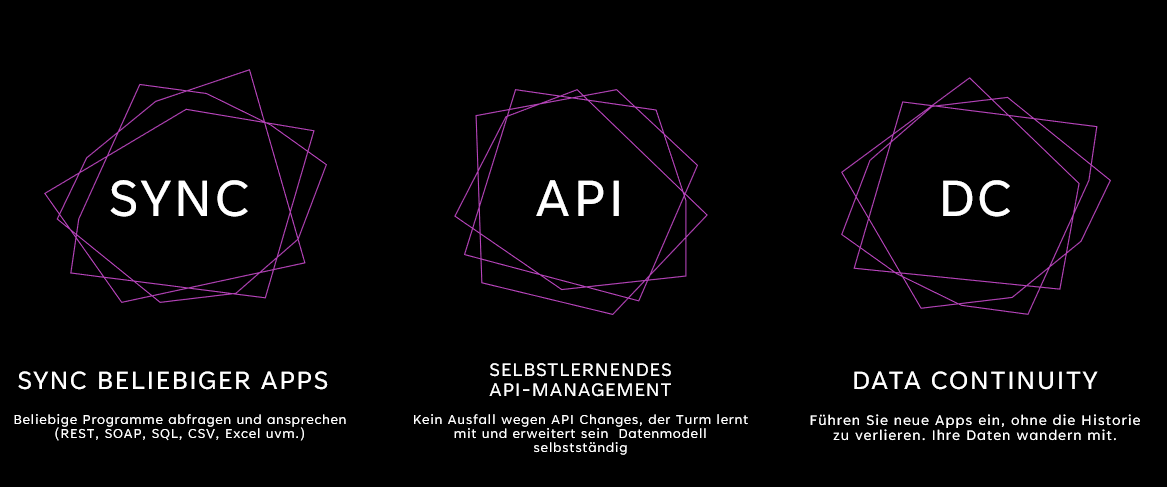 SYNC
API
DC
SYNC BELIEBIGER APPS
Beliebige Programme abfragen und ansprechen
(REST, SOAP, SQL, CSV, Excel uvm.)
SELBSTLERNENDES
API-MANAGEMENT
Kein Ausfall wegen API Changes, der Turm lernt
mit und erweitert sein Datenmodell
selbstständig
DATA CONTINUITY
Führen Sie neue Apps ein, ohne die Historie
zu verlieren. Ihre Daten wandern mit.